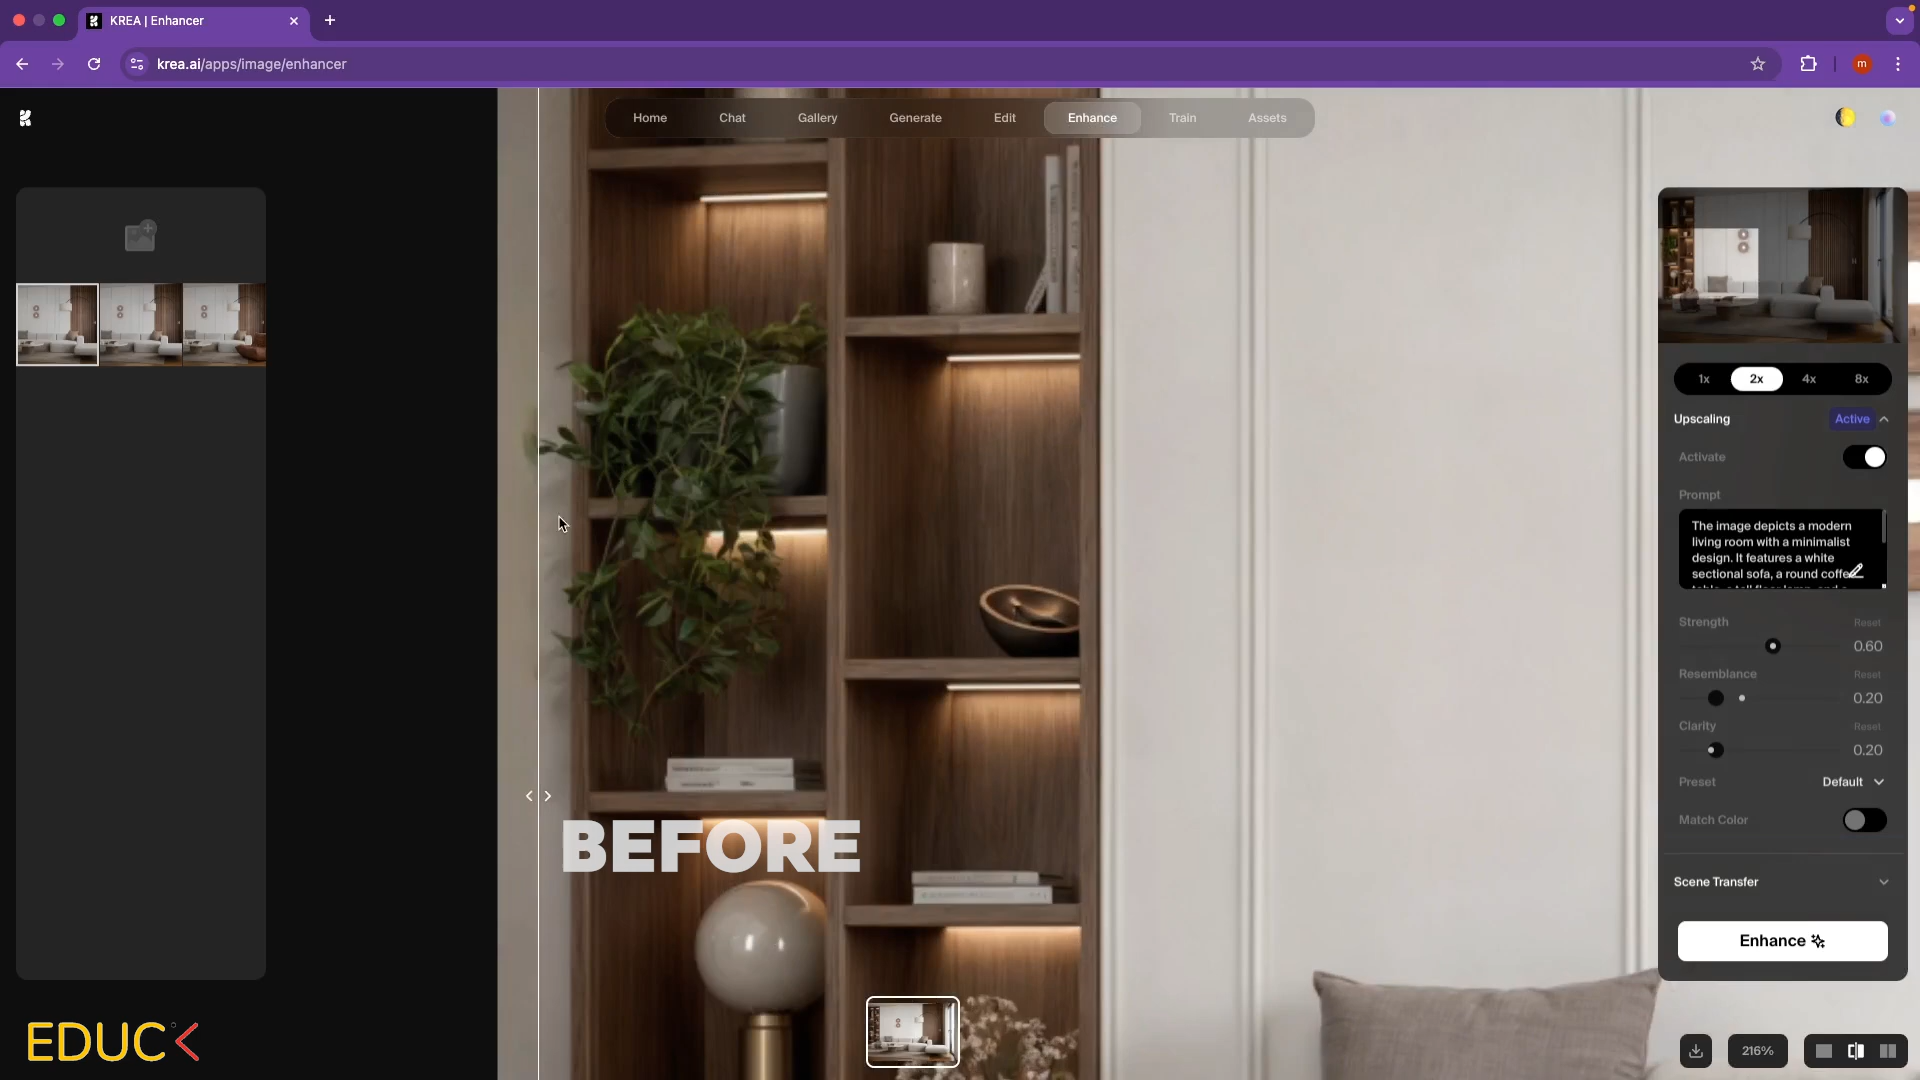 KREA | Enhancer
krea.ai/apps/image/enhancer
m
Home
Chat
Gallery
Generate
Edit
Enhance
Train
Assets
1x
2x
4x
8x
Upscaling
Active
Activate
Prompt
The image depicts a modern
living room with a minimalist
design. It features a white
sectional sofa, a round coffe
Strength
Reset
0.60
Resemblance
Reset
0.20
Clarity
Reset
0.20
Preset
Default
Match Color
Scene Transfer
Enhance
BEFORE
EDUC
216%